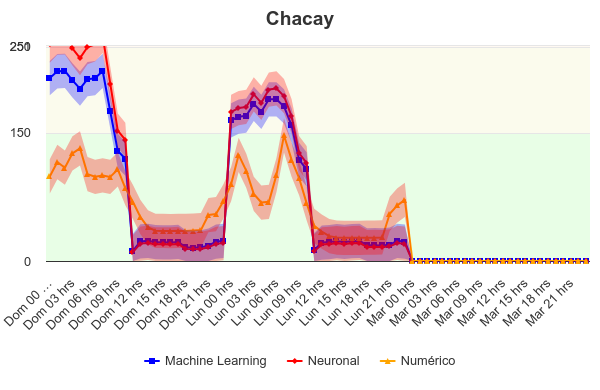 Chacay
250
150
0
Dom 00 ...
Dom 03 hrs
Dom 06 hrs
Dom 09 hrs
Dom 12 hrs
Dom 15 hrs
Dom 18 hrs
Dom 21 hrs
Lun 00 hrs
Lun 03 hrs
Lun 06 hrs
Lun 09 hrs
Lun 12 hrs
Lun 15 hrs
Lun 18 hrs
Lun 21 hrs
Mar 00 hrs
Mar 03 hrs
Mar 06 hrs
Mar 09 hrs
Mar 12 hrs
Mar 15 hrs
Mar 18 hrs
Mar 21 hrs
Machine Learning Neuronal Numérico